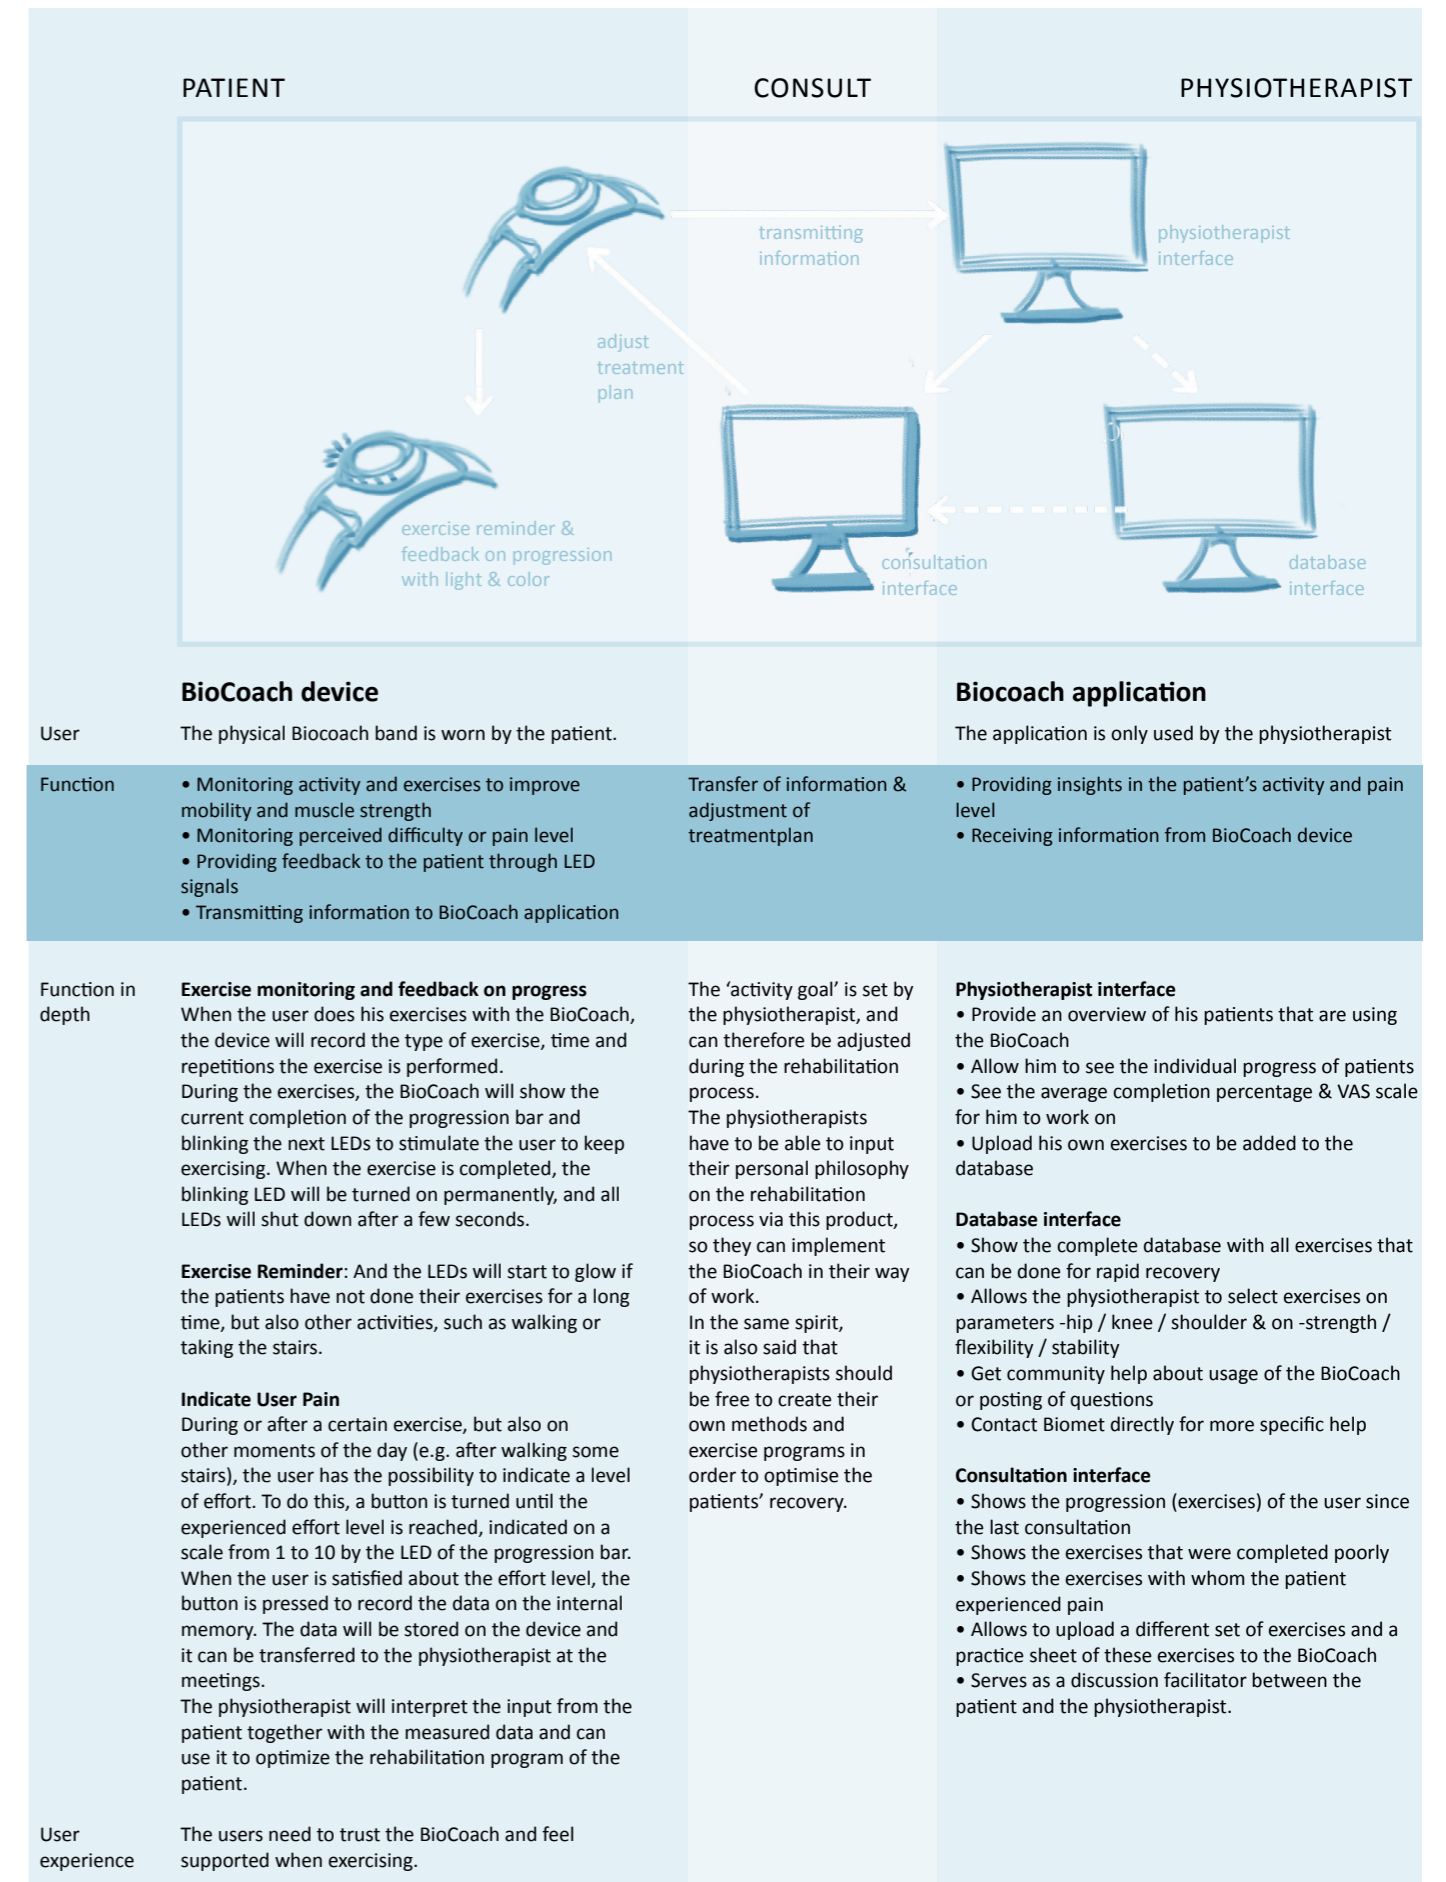 PATIENT
CONSULT
PHYSIOTHERAPIST
transmitting
information
physiotherapist
interface
adjust
treatment
plan
exercise reminder &
feedback on progression
with light & color
consultation
interface
database
interface
BioCoach device
Biocoach application
User
The physical Biocoach band is worn by the patient.
The application is only used by the physiotherapist
Function
• Monitoring activity and exercises to improve
mobility and muscle strength
• Monitoring perceived difficulty or pain level
• Providing feedback to the patient through LED
signals
• Transmitting information to BioCoach application
Transfer of information &
adjustment of
treatmentplan
• Providing insights in the patient’s activity and pain
level
• Receiving information from BioCoach device
Function in
depth
Exercise monitoring and feedback on progress
When the user does his exercises with the BioCoach,
the device will record the type of exercise, time and
repetitions the exercise is performed.
During the exercises, the BioCoach will show the
current completion of the progression bar and
blinking the next LEDs to stimulate the user to keep
exercising. When the exercise is completed, the
blinking LED will be turned on permanently, and all
LEDs will shut down after a few seconds.
Exercise Reminder: And the LEDs will start to glow if
the patients have not done their exercises for a long
time, but also other activities, such as walking or
taking the stairs.
Indicate User Pain
During or after a certain exercise, but also on
other moments of the day (e.g. after walking some
stairs), the user has the possibility to indicate a level
of effort. To do this, a button is turned until the
experienced effort level is reached, indicated on a
scale from 1 to 10 by the LED of the progression bar.
When the user is satisfied about the effort level, the
button is pressed to record the data on the internal
memory. The data will be stored on the device and
it can be transferred to the physiotherapist at the
meetings.
The physiotherapist will interpret the input from the
patient together with the measured data and can
use it to optimize the rehabilitation program of the
patient.
The ‘activity goal’ is set by
the physiotherapist, and
can therefore be adjusted
during the rehabilitation
process.
The physiotherapists
have to be able to input
their personal philosophy
on the rehabilitation
process via this product,
so they can implement
the BioCoach in their way
of work.
In the same spirit,
it is also said that
physiotherapists should
be free to create their
own methods and
exercise programs in
order to optimise the
patients’ recovery.
Physiotherapist interface
• Provide an overview of his patients that are using
the BioCoach
• Allow him to see the individual progress of patients
• See the average completion percentage & VAS scale
for him to work on
• Upload his own exercises to be added to the
database
Database interface
• Show the complete database with all exercises that
can be done for rapid recovery
• Allows the physiotherapist to select exercises on
parameters -hip / knee / shoulder & on -strength /
flexibility / stability
• Get community help about usage of the BioCoach
or posting of questions
• Contact Biomet directly for more specific help
Consultation interface
• Shows the progression (exercises) of the user since
the last consultation
• Shows the exercises that were completed poorly
• Shows the exercises with whom the patient
experienced pain
• Allows to upload a different set of exercises and a
practice sheet of these exercises to the BioCoach
• Serves as a discussion facilitator between the
patient and the physiotherapist.
User
experience
The users need to trust the BioCoach and feel
supported when exercising.